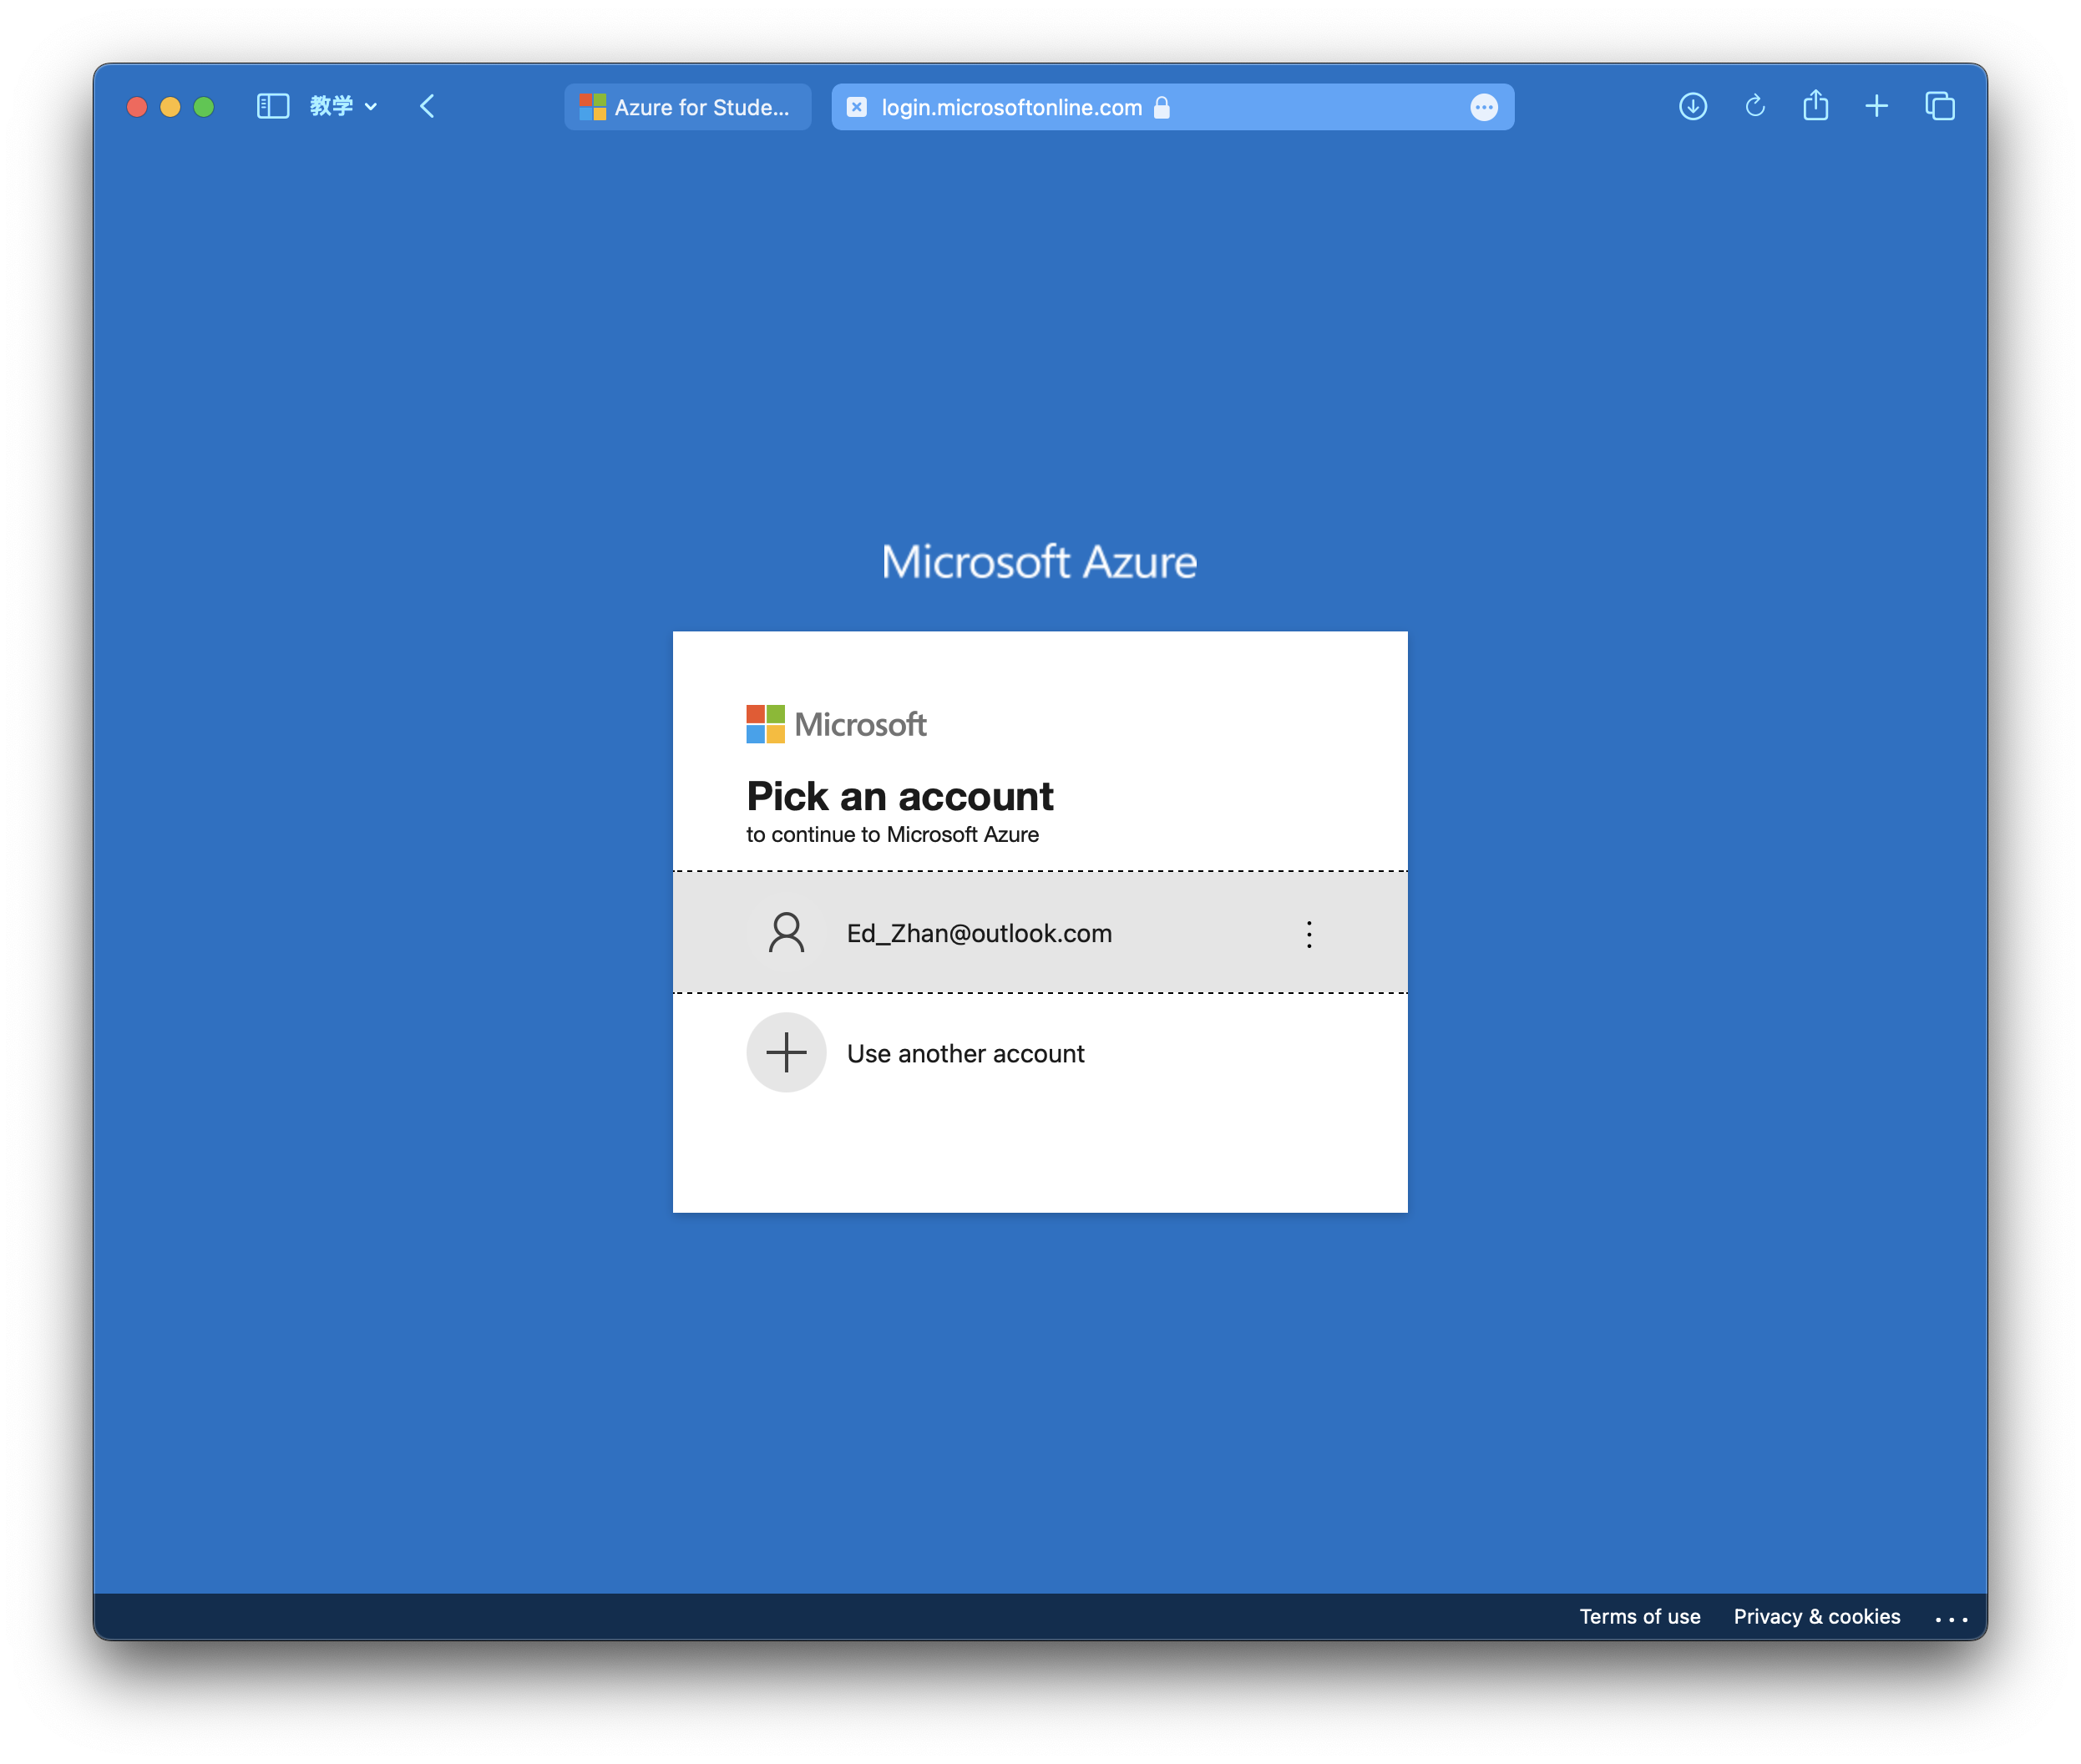 教学
Azure for Stude...
login.microsoftonline.com
Microsoft Azure
Microsoft
Pick an account
to continue to Microsoft Azure
Ed_Zhan@outlook.com
Use another account
Terms of use Privacy & cookies ...